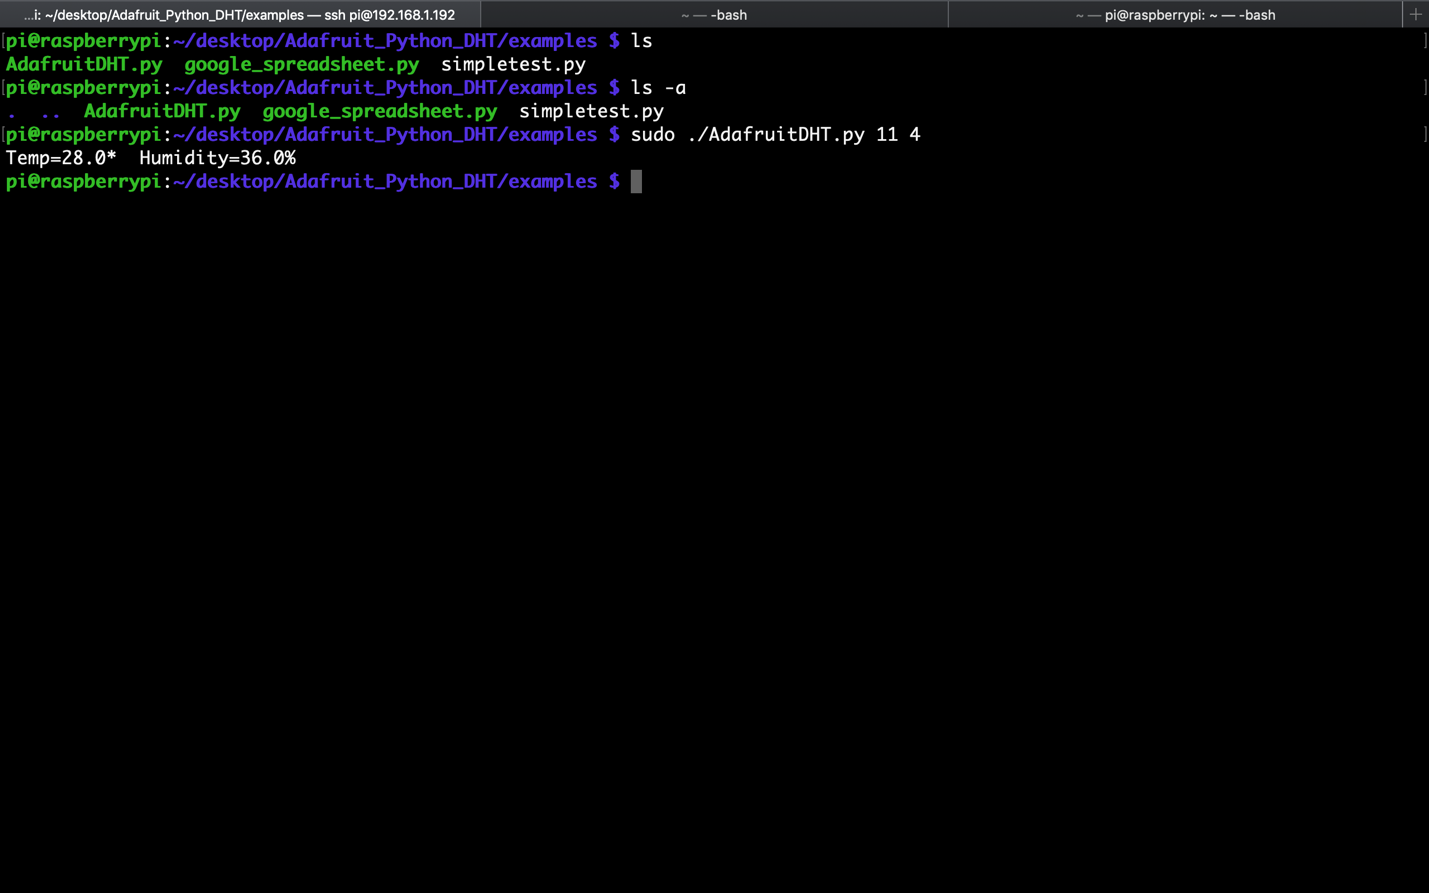 ...i: ~/desktop/Adafruit_Python_DHT/examples — ssh pi@192.168.1.192 ~ — -bash ~ — pi@raspberrypi: ~ — -bash +
[pi@raspberrypi:~/desktop/Adafruit_Python_DHT/examples $ ls ]
AdafruitDHT.py google_spreadsheet.py simpletest.py
[pi@raspberrypi:~/desktop/Adafruit_Python_DHT/examples $ ls -a ]
. .. AdafruitDHT.py google_spreadsheet.py simpletest.py
[pi@raspberrypi:~/desktop/Adafruit_Python_DHT/examples $ sudo ./AdafruitDHT.py 11 4 ]
Temp=28.0* Humidity=36.0%
pi@raspberrypi:~/desktop/Adafruit_Python_DHT/examples $